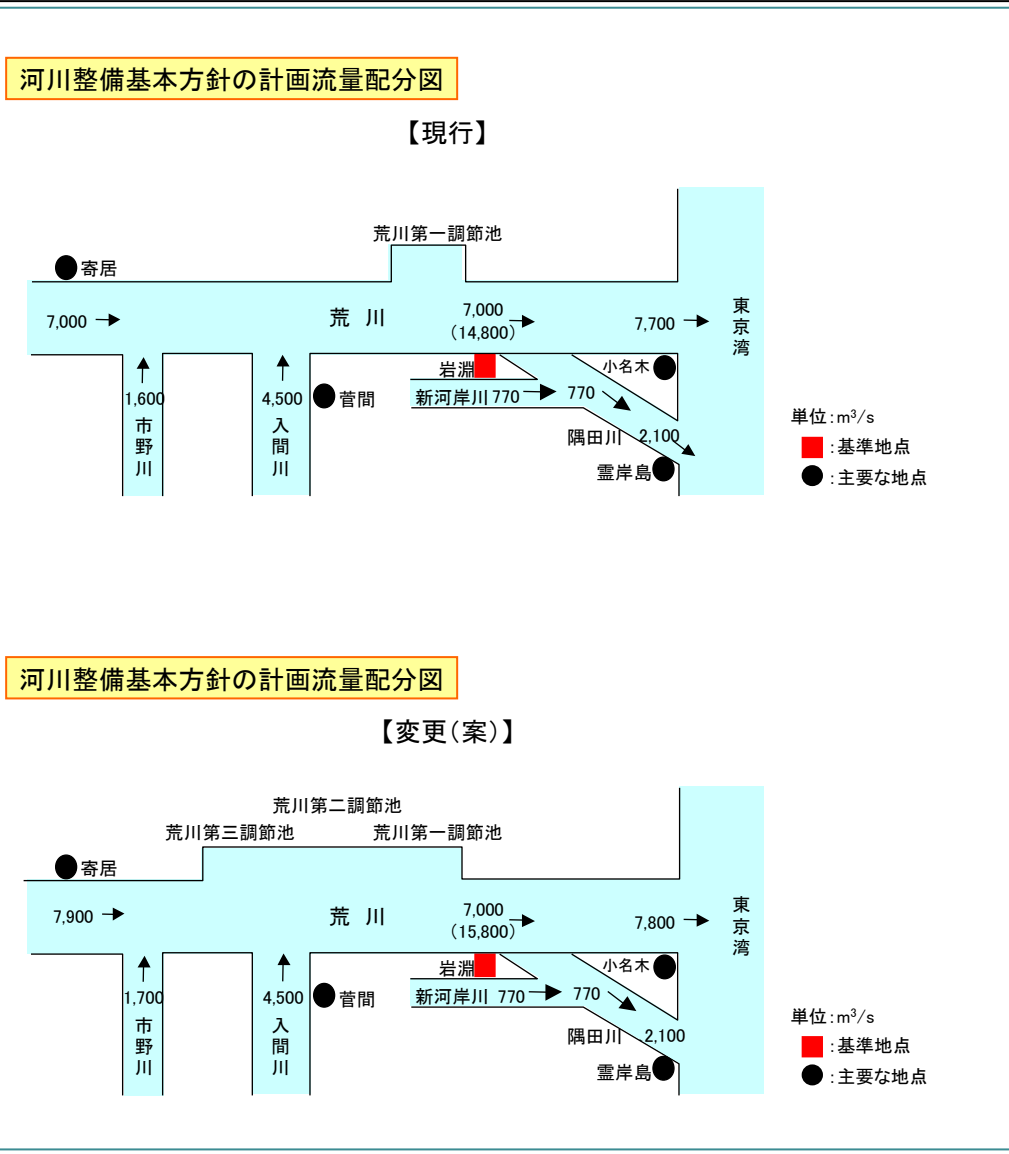 河川整備基本方針の計画流量配分図
【現行】
荒川第一調節池
寄居
7,000
荒 川
7,000
(14,800)
7,700
東京湾
岩淵
小名木
1,600
市野川
4,500
入間川
菅間
新河岸川 770
770
隅田川
2,100
霊岸島
単位:m³/s
:基準地点
:主要な地点
河川整備基本方針の計画流量配分図
【変更(案)】
荒川第二調節池
荒川第三調節池
荒川第一調節池
寄居
7,900
荒 川
7,000
(15,800)
7,800
東京湾
岩淵
小名木
1,700
市野川
4,500
入間川
菅間
新河岸川 770
770
隅田川
2,100
霊岸島
単位:m³/s
:基準地点
:主要な地点